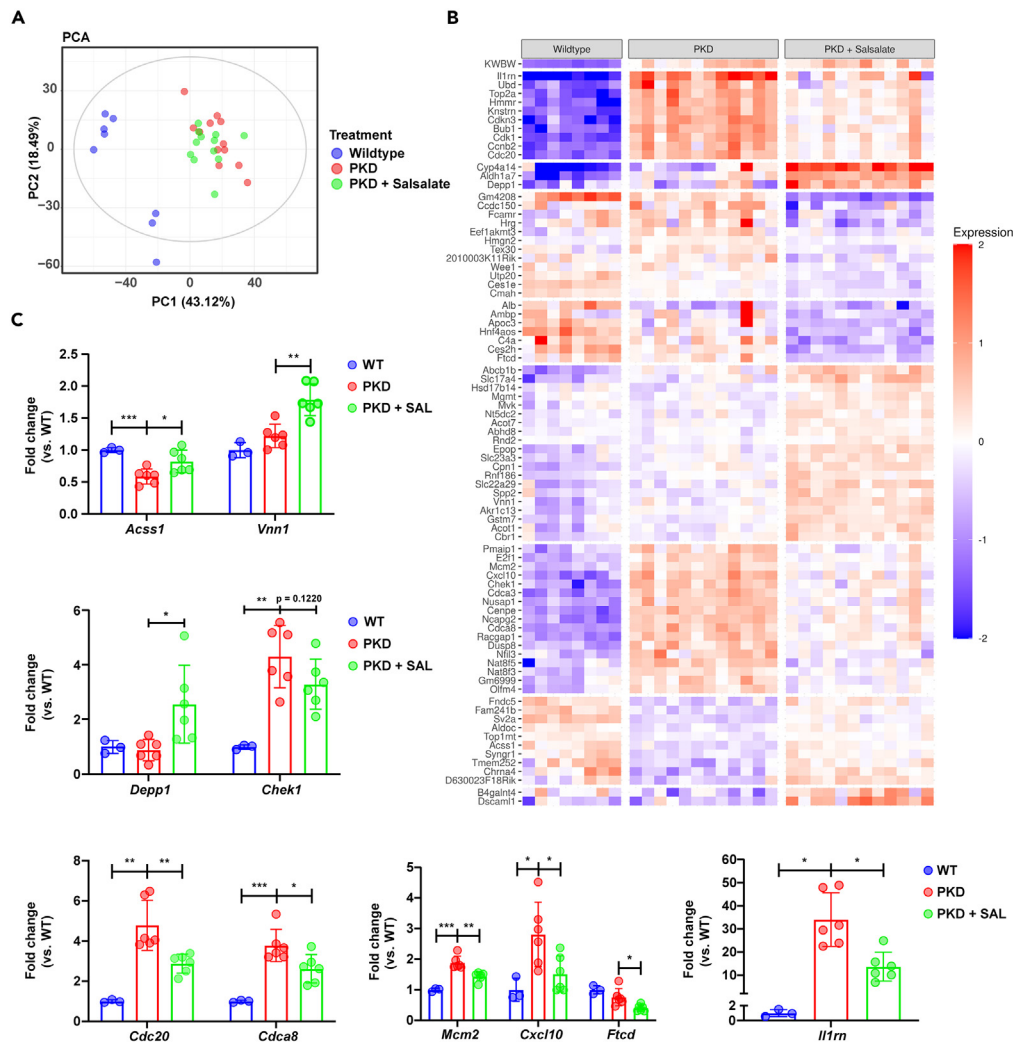 A
PCA
PC2 (18.49%)
30
0
−30
−60
−40
0
40
PC1 (43.12%)
Treatment
Wildtype
PKD
PKD + Salsalate
B
Wildtype
PKD
PKD + Salsalate
KWBW
Il1rn
Ubd
Top2a
Hmmr
Knstrn
Cdkn3
Bub1
Cdk1
Ccnb2
Cdc20
Cyp4a14
Aldh1a7
Depp1
Gm4208
Ccdc150
Fcamr
Hrg
Eef1akmt3
Hmgn2
Tex30
2010003K11Rik
Wee1
Utp20
Ces1e
Cmah
Alb
Ambp
Apoc3
Hnf4aos
C4a
Ces2h
Ftcd
Abcb1b
Slc17a4
Hsd17b14
Mgmt
Mvk
Nt5dc2
Acot7
Abhd8
Rnd2
Epop
Slc23a3
Cpn1
Rnf186
Slc22a29
Spp2
Vnn1
Akr1c13
Gstm7
Acot1
Cbr1
Pmaip1
E2f1
Mcm2
Cxcl10
Chek1
Cdca3
Nusap1
Cenpe
Ncapg2
Cdca8
Racgap1
Dusp8
Nfil3
Nat8f5
Nat8f3
Gm6999
Olfm4
Fndc5
Fam241b
Sv2a
Aldoc
Top1mt
Acss1
Syngr1
Tmem252
Chrna4
D630023F18Rik
B4galnt4
Dscaml1
Expression
2
1
0
-1
-2
C
Fold change
(vs. WT)
2.5
2.0
1.5
1.0
0.5
0.0
***
*
**
Acss1
Vnn1
WT
PKD
PKD + SAL
Fold change
(vs. WT)
6
4
2
0
*
**
p = 0.1220
Depp1
Chek1
WT
PKD
PKD + SAL
Fold change
(vs. WT)
8
6
4
2
0
**
**
***
*
Cdc20
Cdca8
Fold change
(vs. WT)
5
4
3
2
1
0
***
**
*
*
*
Mcm2
Cxcl10
Ftcd
Fold change
(vs. WT)
60
50
40
30
20
10
2
0
*
*
Il1rn
WT
PKD
PKD + SAL